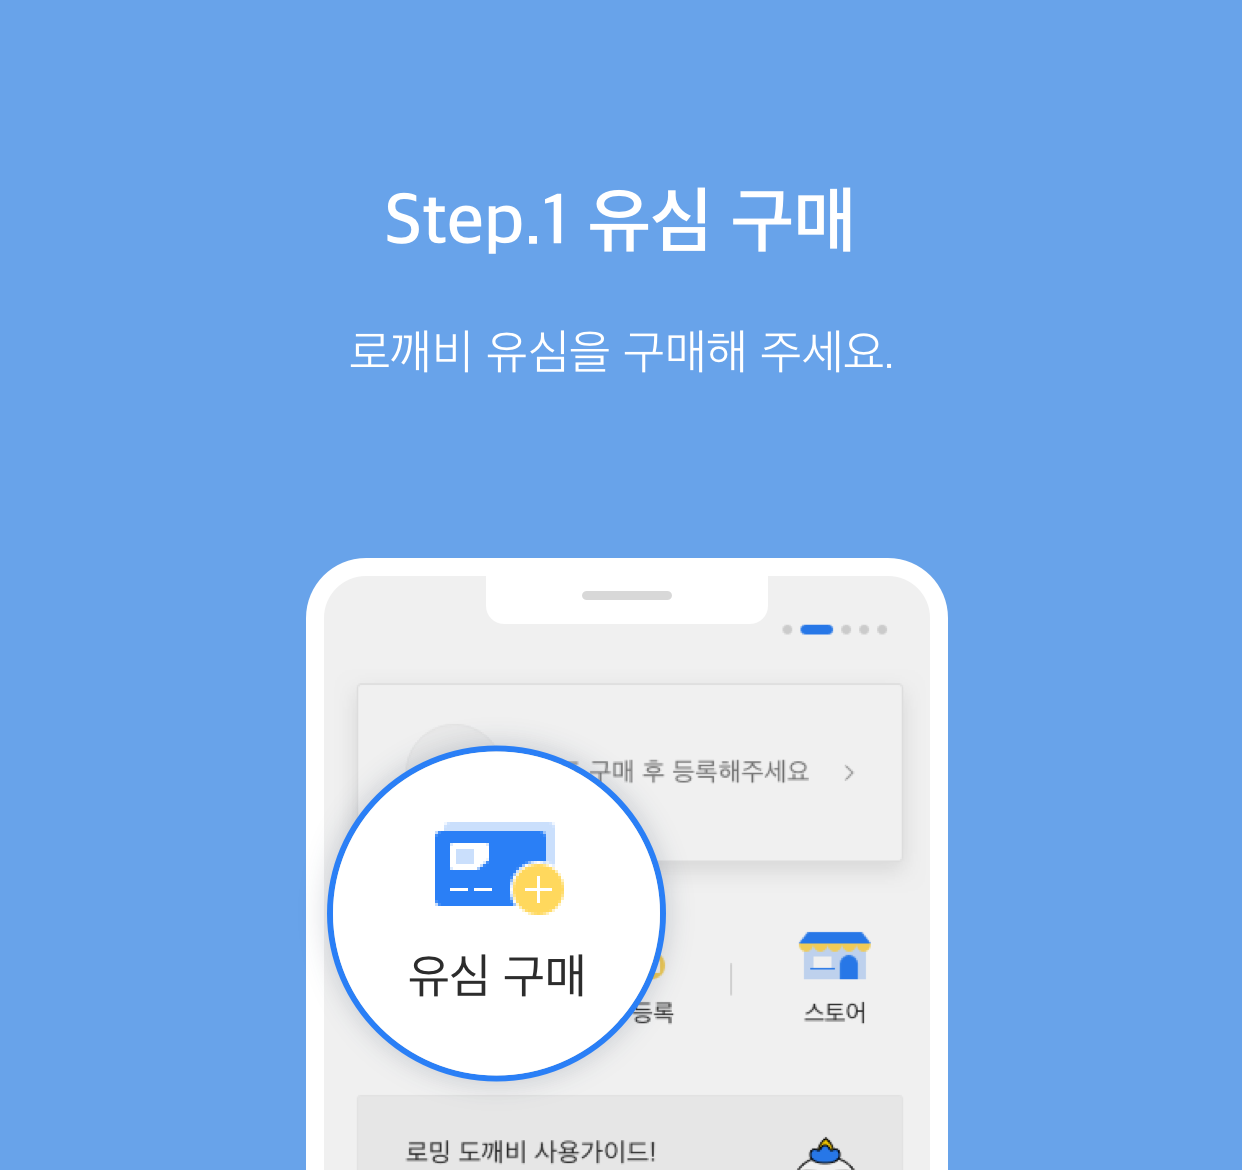 Step.1 유심 구매
로깨비 유심을 구매해 주세요.
구매 후 등록해주세요
유심 구매
등록
스토어
로밍 도깨비 사용가이드!